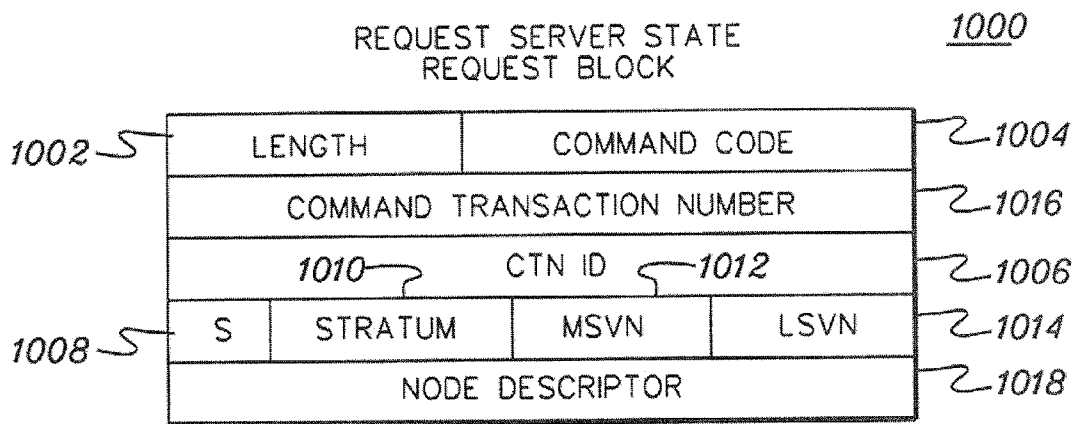 REQUEST SERVER STATE
REQUEST BLOCK
1000
1002 LENGTH COMMAND CODE 1004
COMMAND TRANSACTION NUMBER 1016
1010 CTN ID 1012 1006
1008 S STRATUM MSVN LSVN 1014
NODE DESCRIPTOR 1018